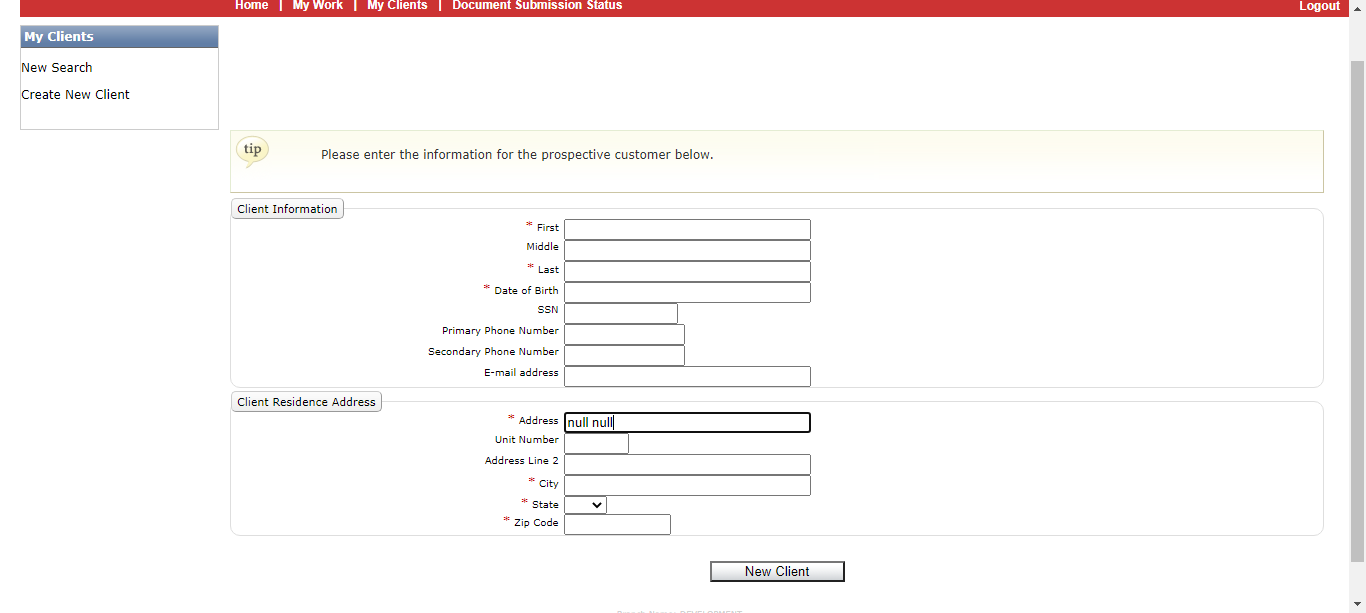 Home | My Work | My Clients | Document Submission Status Logout
My Clients
New Search
Create New Client
tip
Please enter the information for the prospective customer below.
Client Information
* First
Middle
* Last
* Date of Birth
SSN
Primary Phone Number
Secondary Phone Number
E-mail address
Client Residence Address
* Address null null
Unit Number
Address Line 2
* City
* State
* Zip Code
New Client